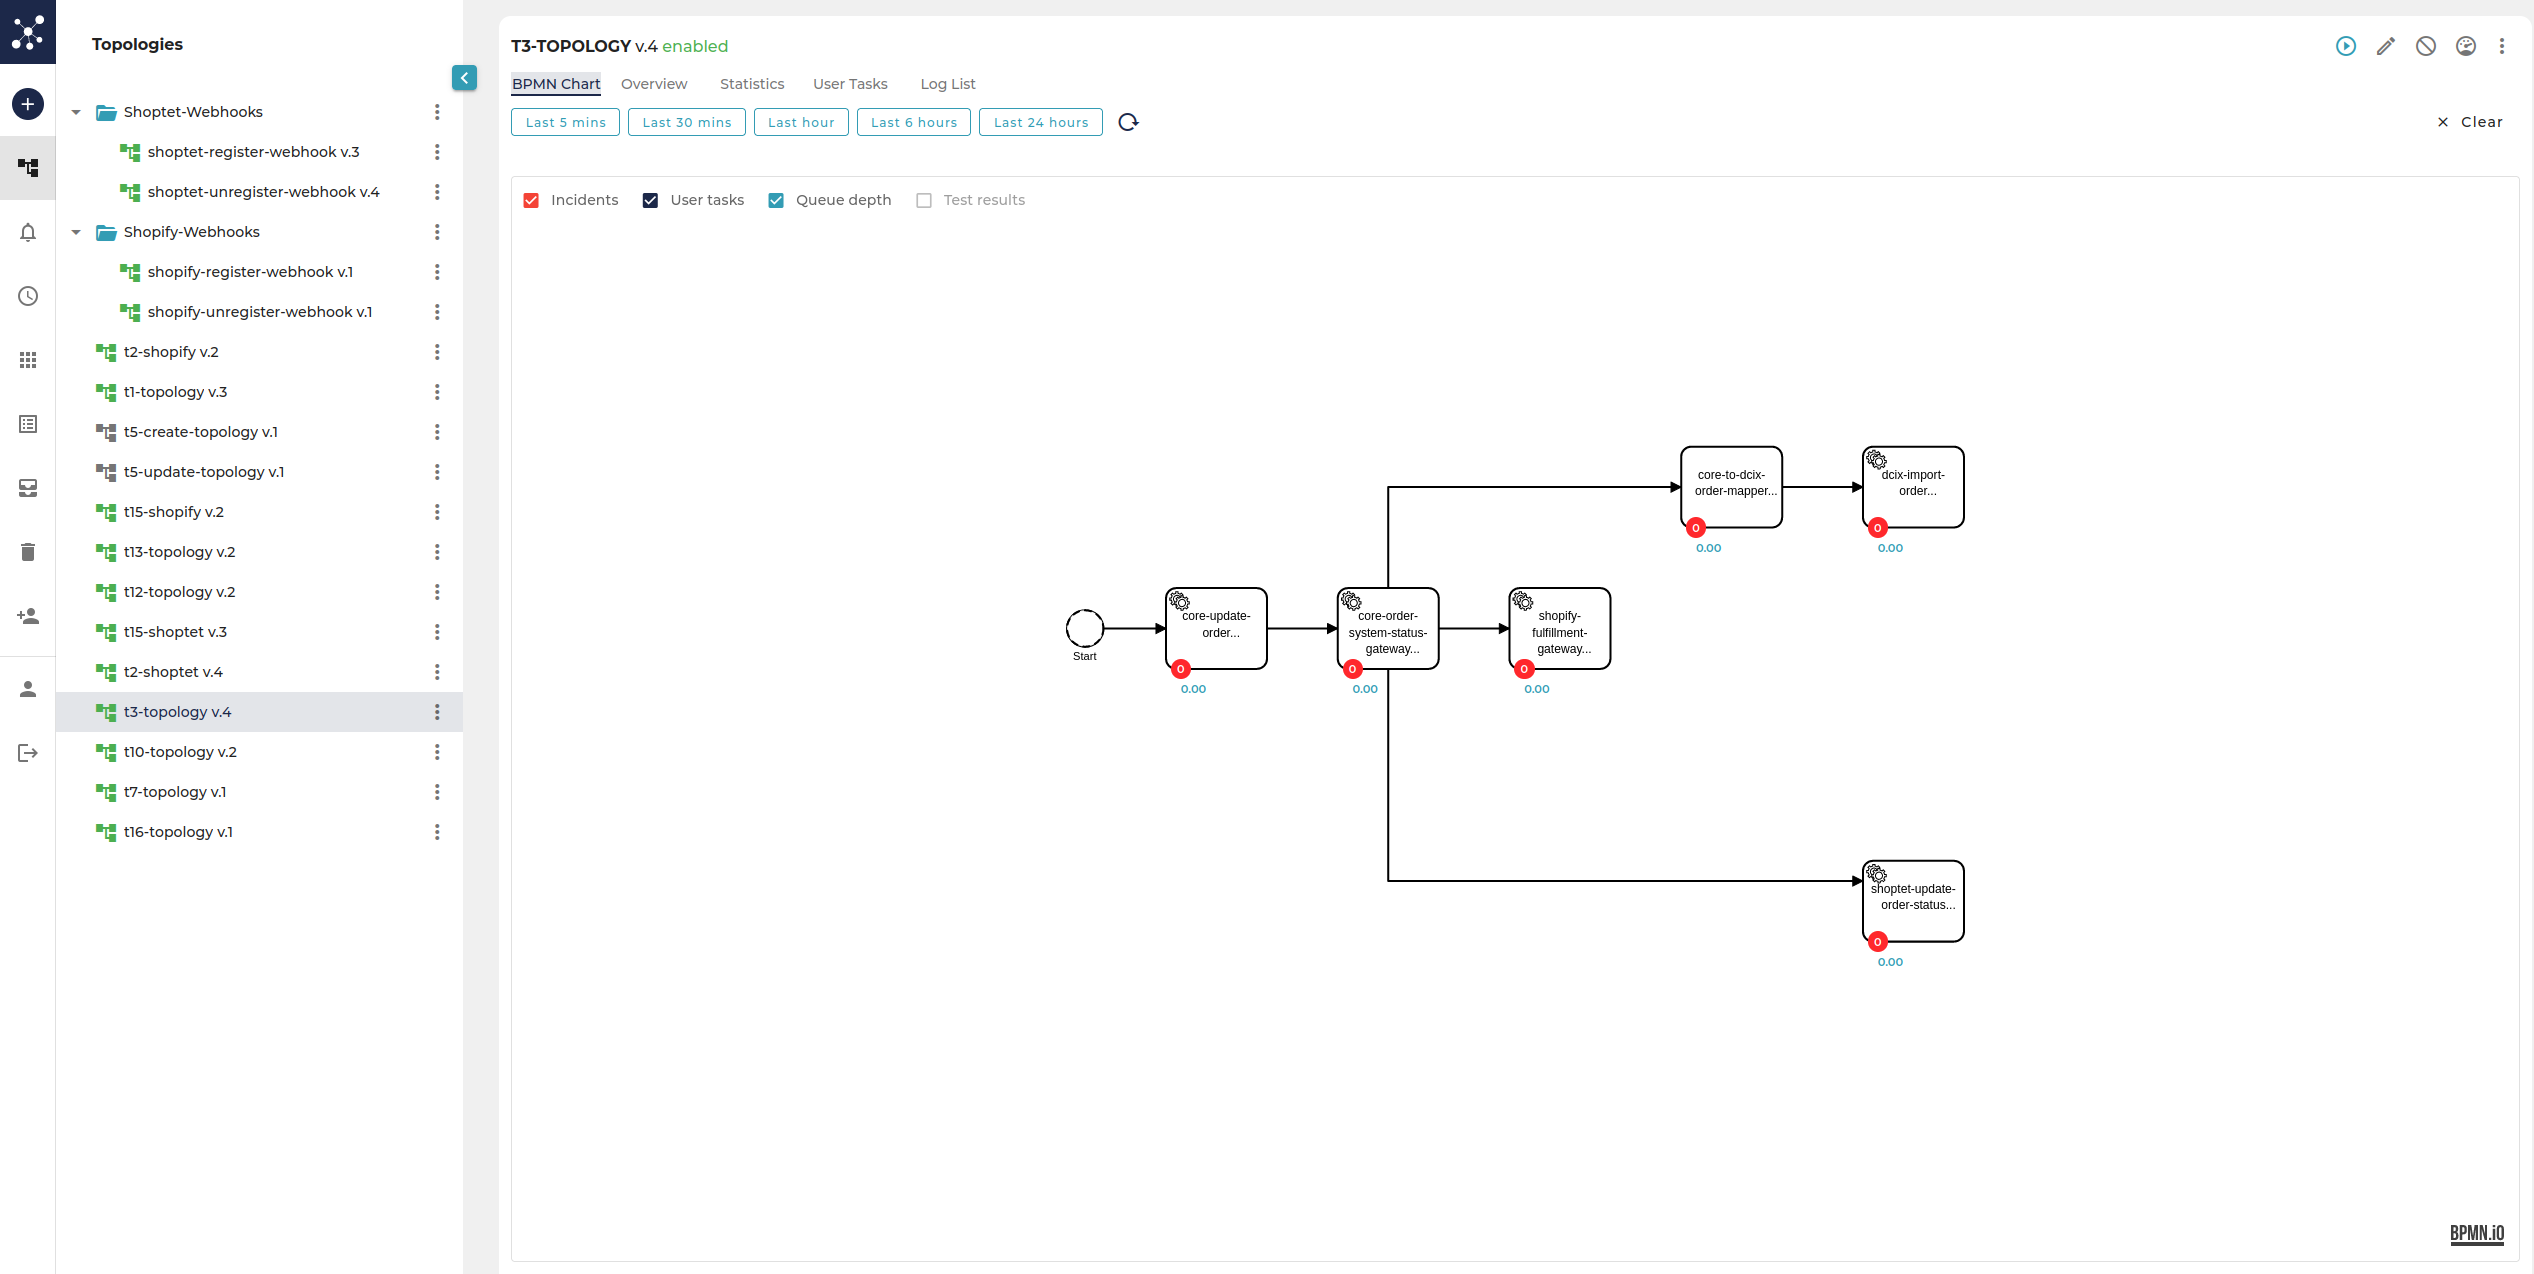 Topologies
Shoptet-Webhooks
shoptet-register-webhook v.3
shoptet-unregister-webhook v.4
Shopify-Webhooks
shopify-register-webhook v.1
shopify-unregister-webhook v.1
t2-shopify v.2
t1-topology v.3
t5-create-topology v.1
t5-update-topology v.1
t15-shopify v.2
t13-topology v.2
t12-topology v.2
t15-shoptet v.3
t2-shoptet v.4
t3-topology v.4
t10-topology v.2
t7-topology v.1
t16-topology v.1
T3-TOPOLOGY v.4 enabled
BPMN Chart Overview Statistics User Tasks Log List
Last 5 mins Last 30 mins Last hour Last 6 hours Last 24 hours Clear
Incidents User tasks Queue depth Test results
core-to-dcix-
order-mapper...
0
0.00
dcix-import-
order...
0
0.00
Start
core-update-
order...
0
0.00
core-order-
system-status-
gateway...
0
0.00
shopify-
fulfillment-
gateway...
0
0.00
shoptet-update-
order-status...
0
0.00
BPMN.iO